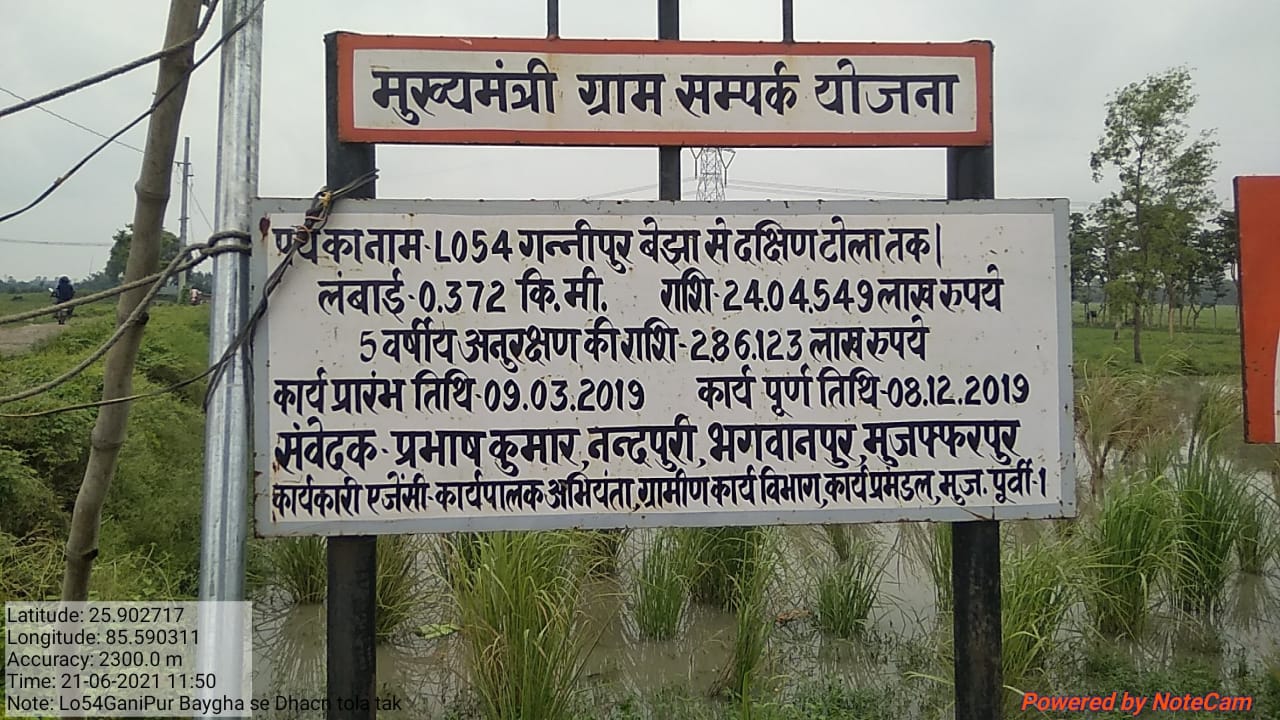 मुख्यमंत्री ग्राम सम्पर्क योजना
पथ का नाम-L054 गन्नीपुर बेझा से दक्षिण टोला तक|
लंबाई-0.372 कि.मी. राशि-24.04.549 लाख रुपये
5 वर्षीय अनुरक्षण की राशि-2.86.123 लाख रुपये
कार्य प्रारंभ तिथि-09.03.2019 कार्य पूर्ण तिथि-08.12.2019
संवेदक- प्रभाष कुमार, नन्दपुरी, भगवानपुर, मुजफ्फरपुर
कार्यकारी एजेंसी-कार्यपालक अभियंता, ग्रामीण कार्य विभाग, कार्य प्रमंडल, मुज. पूर्वी-1
Latitude: 25.902717
Longitude: 85.590311
Accuracy: 2300.0 m
Time: 21-06-2021 11:50
Note: Lo54GaniPur Baygha se Dhacn tola tak
Powered by NoteCam